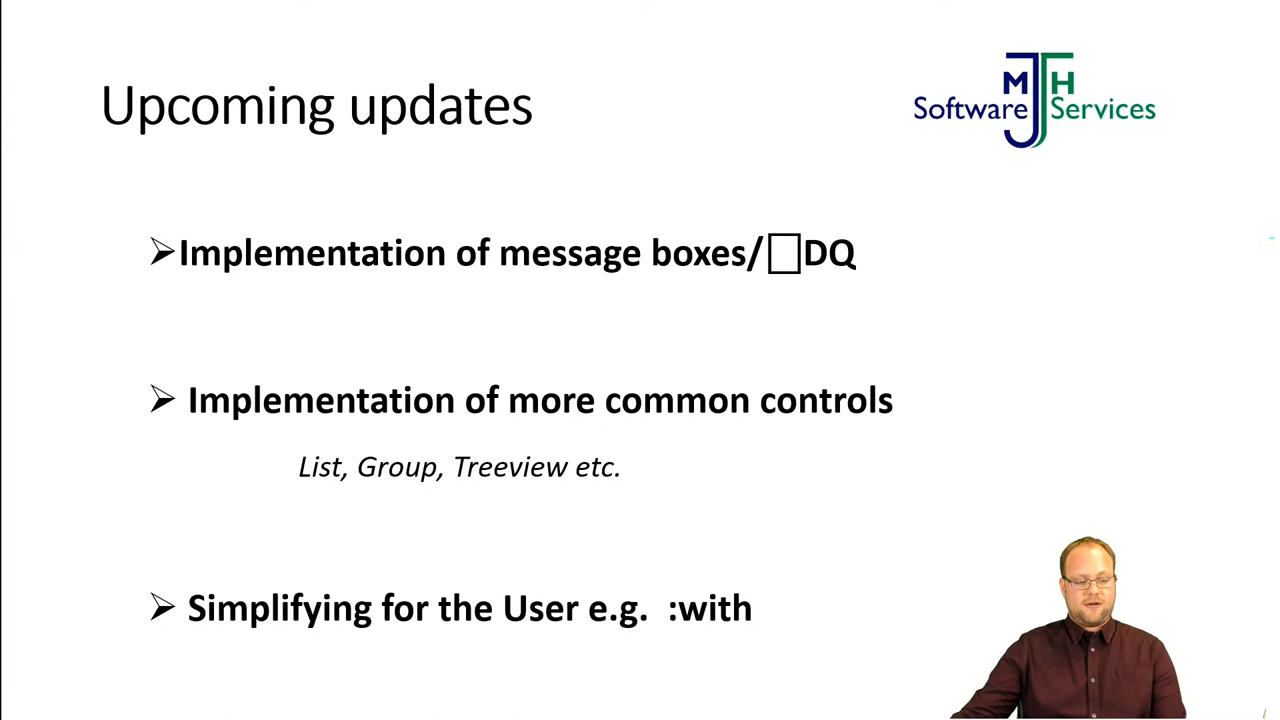 Upcoming updates
MJH
Software Services
➢Implementation of message boxes/⎕DQ
➢ Implementation of more common controls
List, Group, Treeview etc.
➢ Simplifying for the User e.g. :with